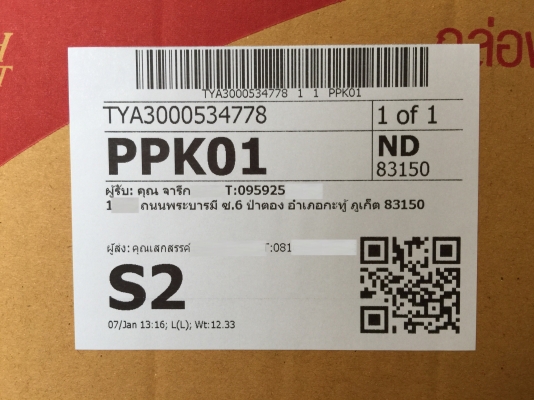 กล่อง
TYA3000534778 1 1 PPK01
TYA3000534778 1 of 1
PPK01 ND
83150
ผู้รับ: คุณ จาริก T:095925
1 ถนนพระบารมี ซ.6 ป่าตอง อำเภอกะทู้ ภูเก็ต 83150
ผู้ส่ง: คุณเสกสรรค์ :081
S2
07/Jan 13:16; L(L); Wt:12.33